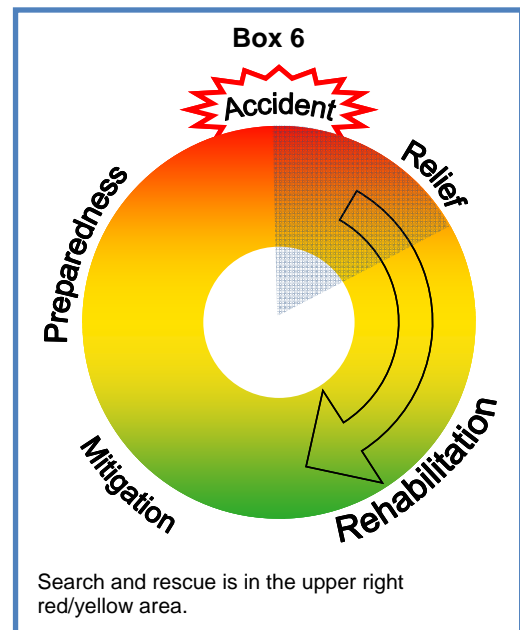 Box 6
Accident
Relief
Preparedness
Mitigation
Rehabilitation
Search and rescue is in the upper right
red/yellow area.